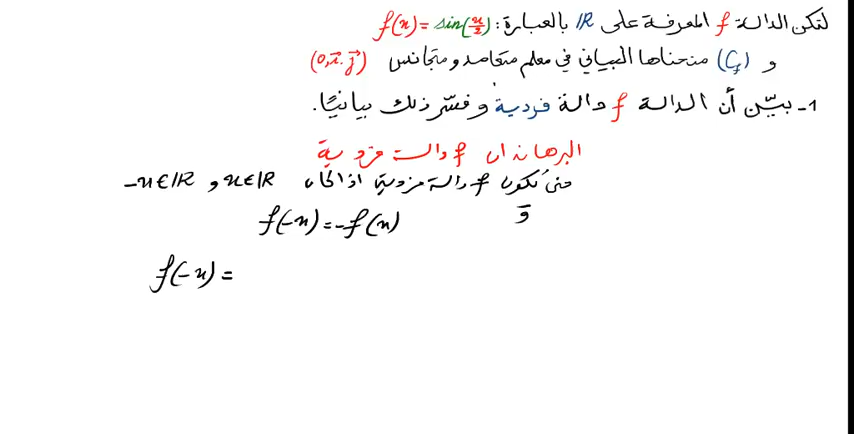 لتكن الدالة f المعرفة على IR بالعبارة: f(x) = sin(x/2)
و (Cf) منحناها البياني في معلم متعامد ومتجانس (o, i, j)
1- بيّن أن الدالة f دالة فردية وفسّر ذلك بيانيًا.
البرهان ان f دالة فردية
حتى تكون f دالة فردية اذا كان x∈IR و -x∈IR
و f(-x) = -f(x)
f(-x) =